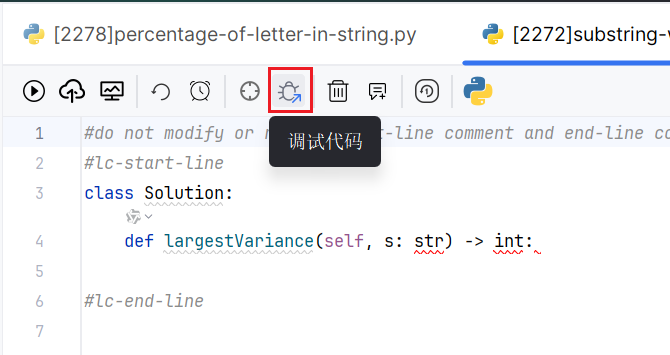 [2278]percentage-of-letter-in-string.py
[2272]substring-
1 #do not modify or t-line comment and end-line co
调试代码
2 #lc-start-line
3 class Solution:
4 def largestVariance(self, s: str) -> int:
5
6 #lc-end-line
7